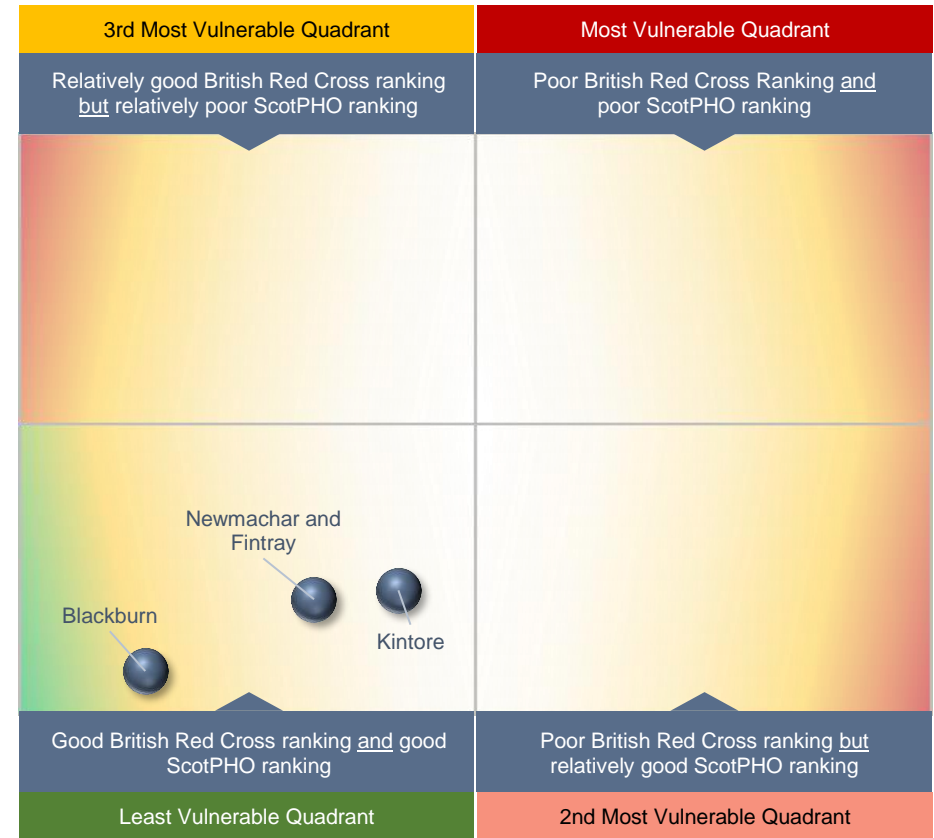 3rd Most Vulnerable Quadrant
Most Vulnerable Quadrant
Relatively good British Red Cross ranking
but relatively poor ScotPHO ranking
Poor British Red Cross Ranking and
poor ScotPHO ranking
Newmachar and
Fintray
Blackburn
Kintore
Good British Red Cross ranking and good
ScotPHO ranking
Poor British Red Cross ranking but
relatively good ScotPHO ranking
Least Vulnerable Quadrant
2nd Most Vulnerable Quadrant